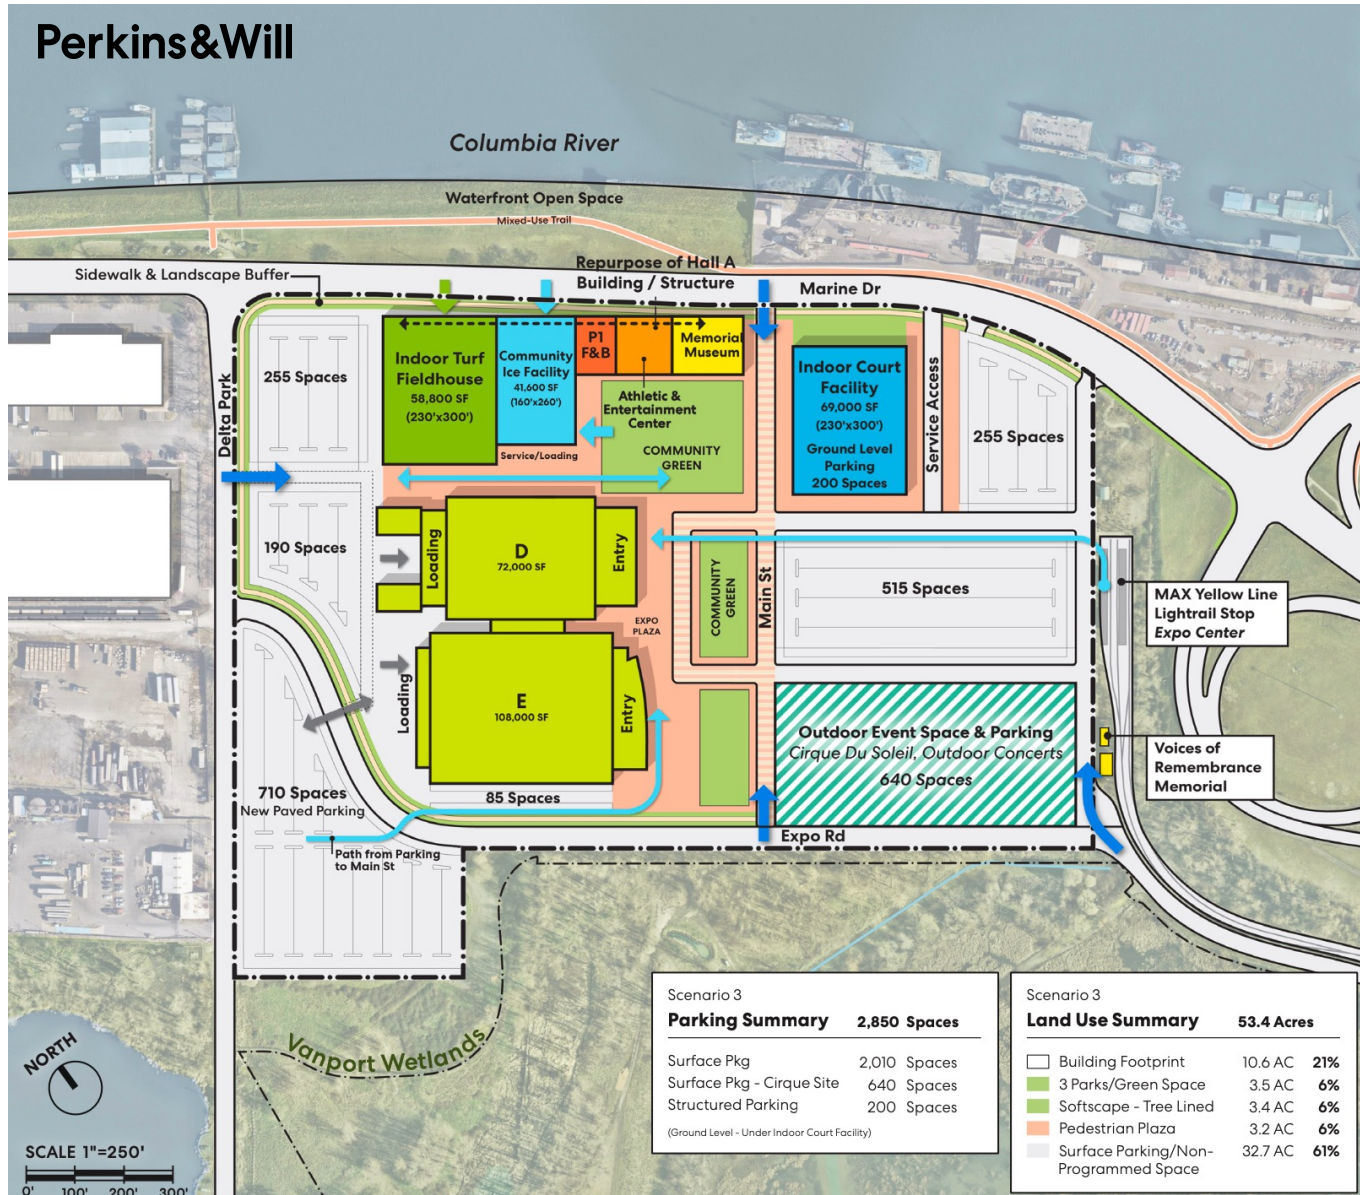 Perkins&Will
Columbia River
Waterfront Open Space
Mixed-Use Trail
Sidewalk & Landscape Buffer
Repurpose of Hall A
Building / Structure
Marine Dr
Delta Park
255 Spaces
Indoor Turf
Fieldhouse
58,800 SF
(230'x300')
Community
Ice Facility
41,600 SF
(160'x260')
P1
F&B
Memorial
Museum
Athletic &
Entertainment
Center
COMMUNITY
GREEN
Service/Loading
Indoor Court
Facility
69,000 SF
(230'x300')
Ground Level
Parking
200 Spaces
Service Access
255 Spaces
190 Spaces
Loading
D
72,000 SF
Entry
EXPO
PLAZA
COMMUNITY
GREEN
Main St
515 Spaces
MAX Yellow Line
Lightrail Stop
Expo Center
Loading
E
108,000 SF
Entry
Outdoor Event Space & Parking
Cirque Du Soleil, Outdoor Concerts
640 Spaces
Voices of
Remembrance
Memorial
710 Spaces
New Paved Parking
85 Spaces
Path from Parking
to Main St
Expo Rd
Vanport Wetlands
NORTH
SCALE 1"=250'
0' 100' 200' 300'
Scenario 3
Parking Summary 2,850 Spaces
Surface Pkg 2,010 Spaces
Surface Pkg - Cirque Site 640 Spaces
Structured Parking 200 Spaces
(Ground Level - Under Indoor Court Facility)
Scenario 3
Land Use Summary 53.4 Acres
Building Footprint 10.6 AC 21%
3 Parks/Green Space 3.5 AC 6%
Softscape - Tree Lined 3.4 AC 6%
Pedestrian Plaza 3.2 AC 6%
Surface Parking/Non- 32.7 AC 61%
Programmed Space